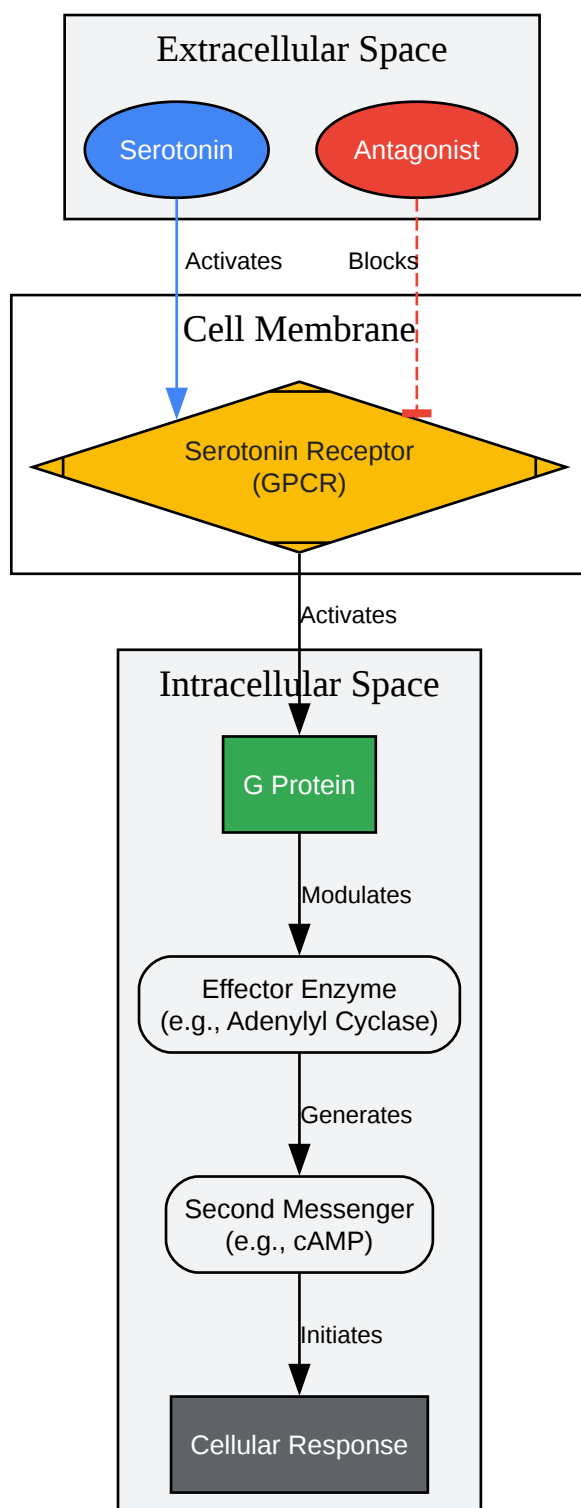 Extracellular Space
Serotonin
Antagonist
Activates
Blocks
Cell Membrane
Serotonin Receptor
(GPCR)
Activates
Intracellular Space
G Protein
Modulates
Effector Enzyme
(e.g., Adenylyl Cyclase)
Generates
Second Messenger
(e.g., cAMP)
Initiates
Cellular Response